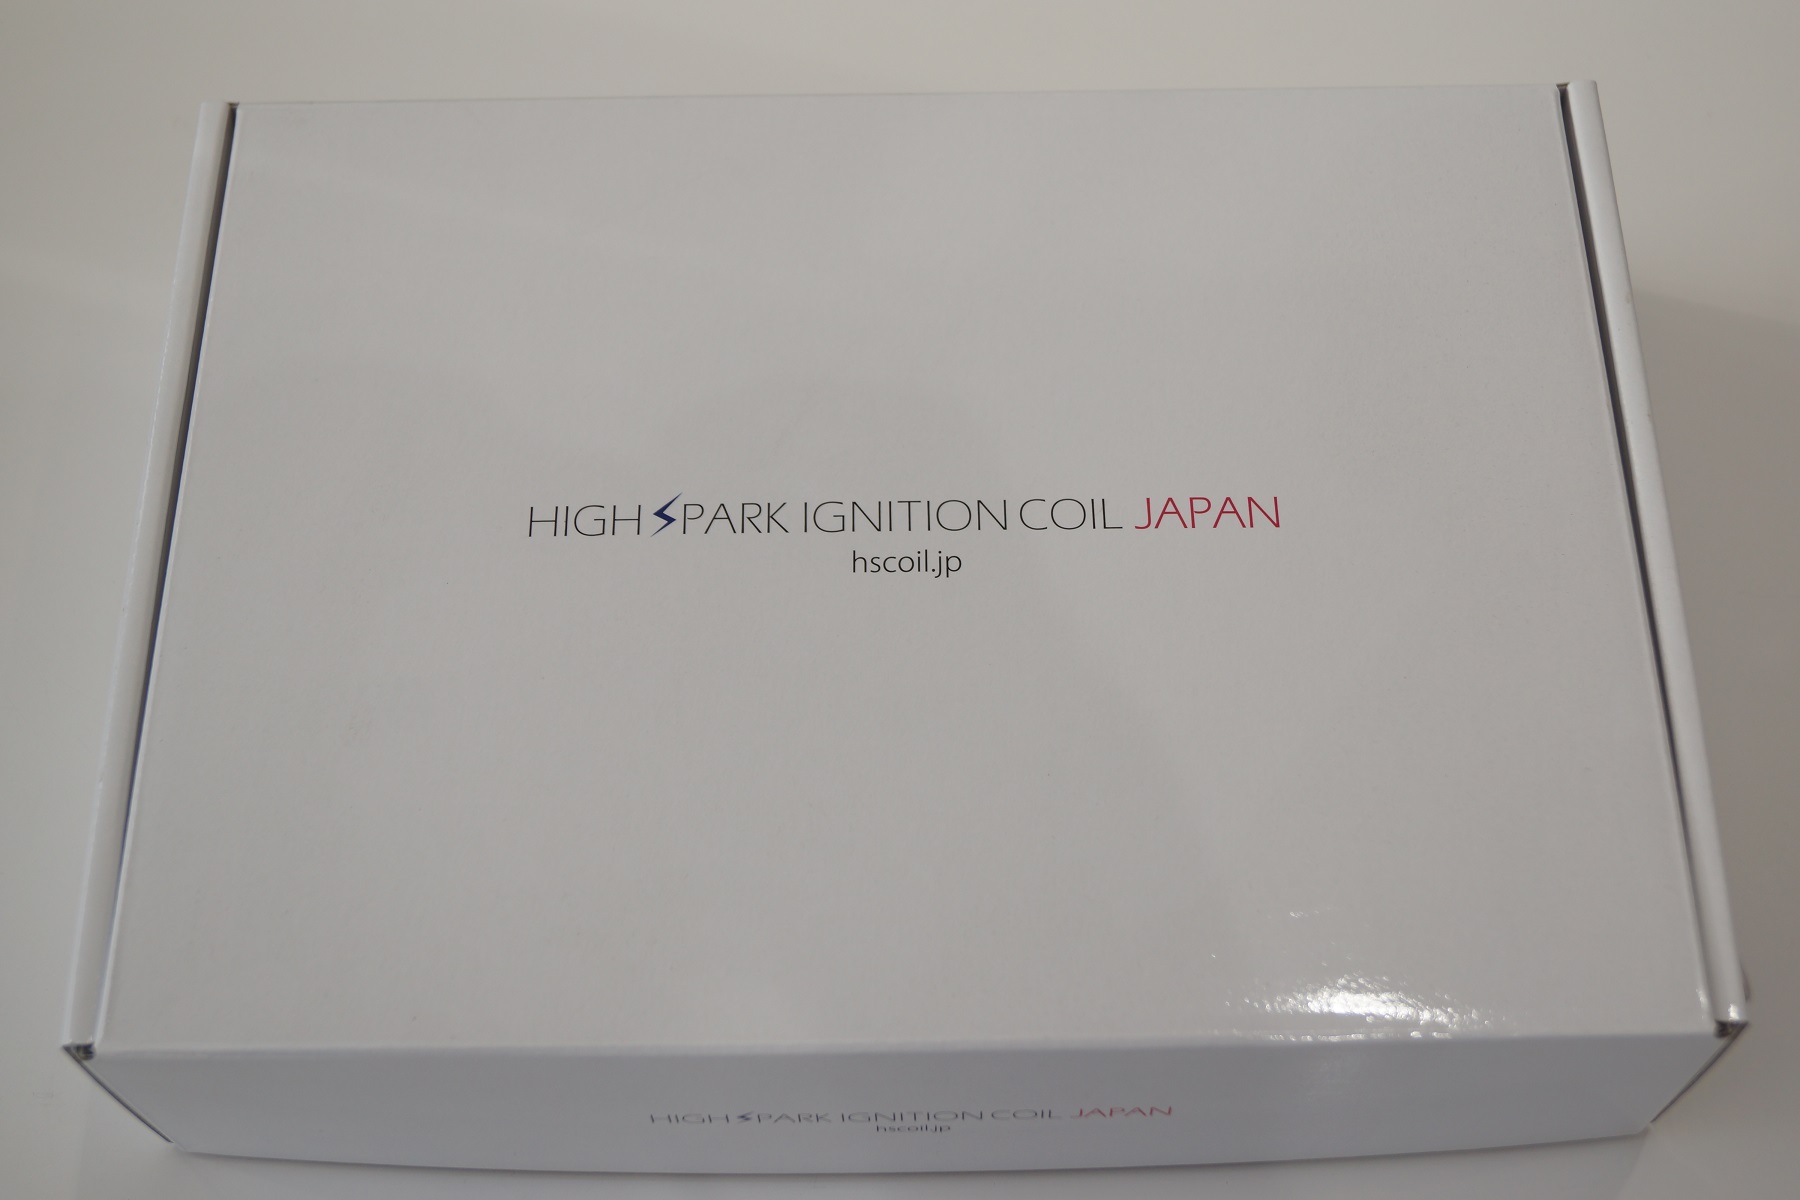 HIGH SPARK IGNITION COIL JAPAN
hscoil.jp
HIGH SPARK IGNITION COIL JAPAN
hscoil.jp